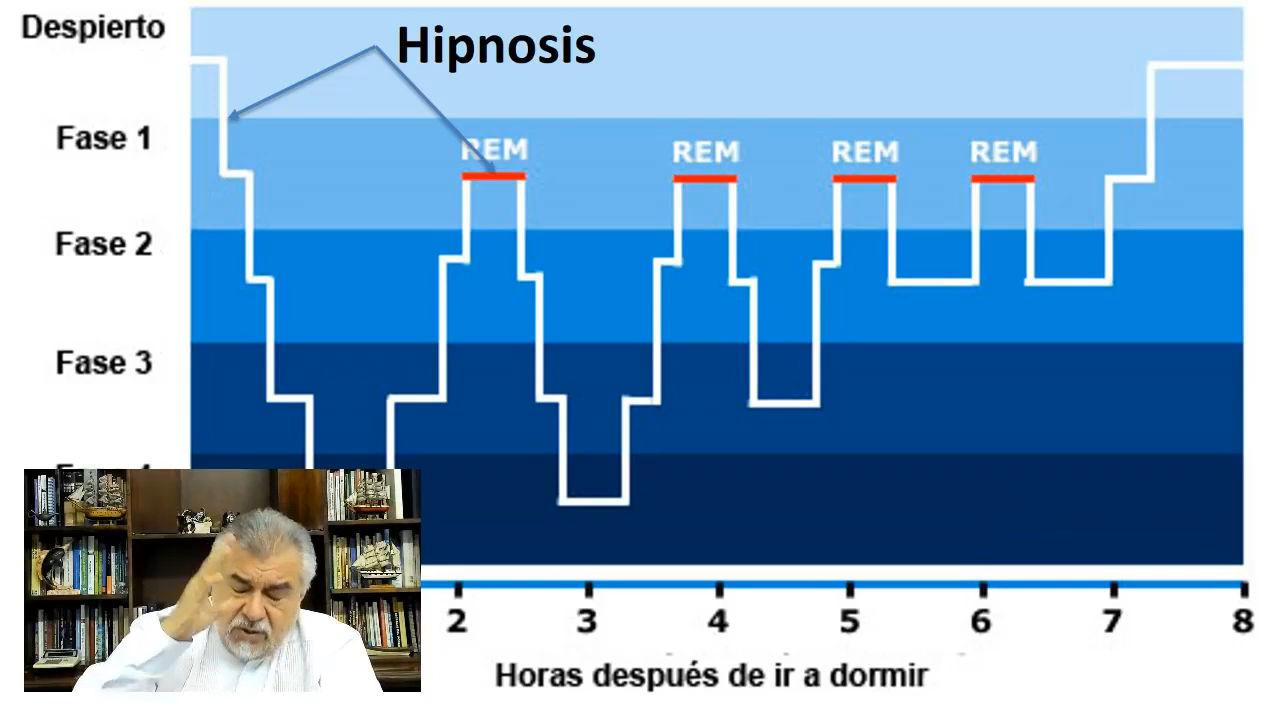 Despierto
Hipnosis
Fase 1
REM
REM
REM
REM
Fase 2
Fase 3
2 3 4 5 6 7 8
Horas después de ir a dormir